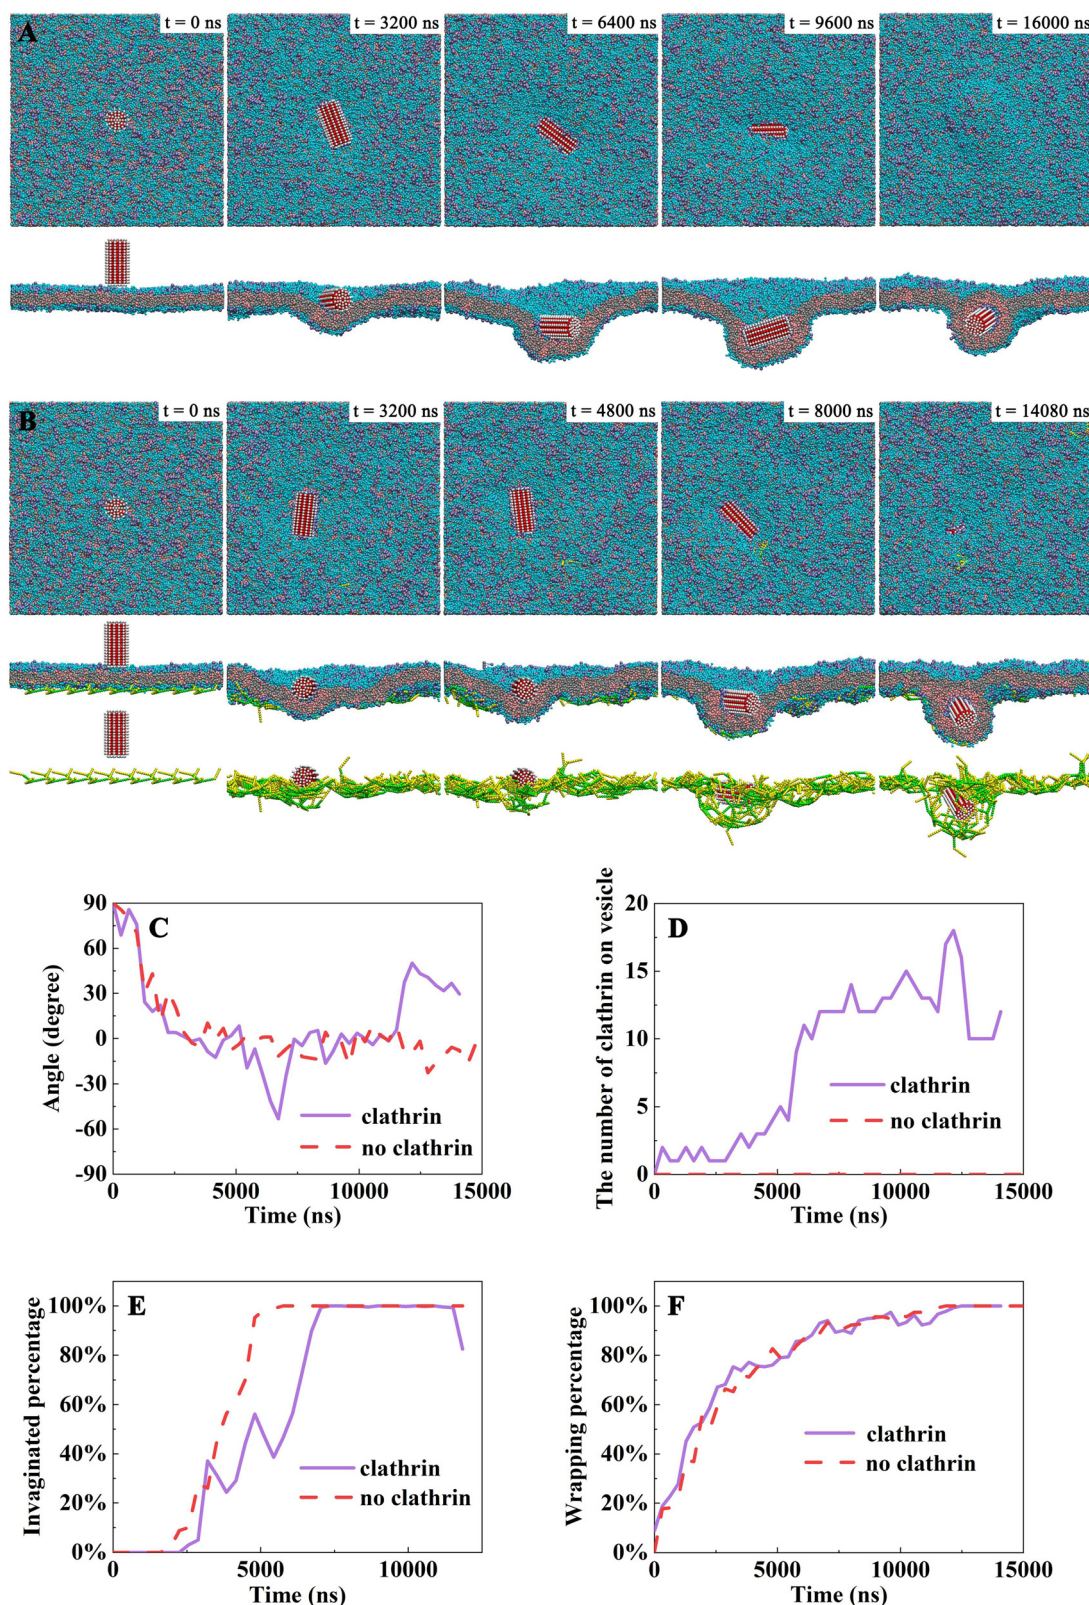 A
t = 0 ns
t = 3200 ns
t = 6400 ns
t = 9600 ns
t = 16000 ns
B
t = 0 ns
t = 3200 ns
t = 4800 ns
t = 8000 ns
t = 14080 ns
C
Angle (degree)
90
60
30
0
-30
-60
-90
clathrin
no clathrin
0
5000
10000
15000
Time (ns)
D
The number of clathrin on vesicle
20
15
10
5
0
clathrin
no clathrin
0
5000
10000
15000
Time (ns)
E
Invaginated percentage
100%
80%
60%
40%
20%
0%
clathrin
no clathrin
0
5000
10000
Time (ns)
F
Wrapping percentage
100%
80%
60%
40%
20%
0%
clathrin
no clathrin
0
5000
10000
15000
Time (ns)